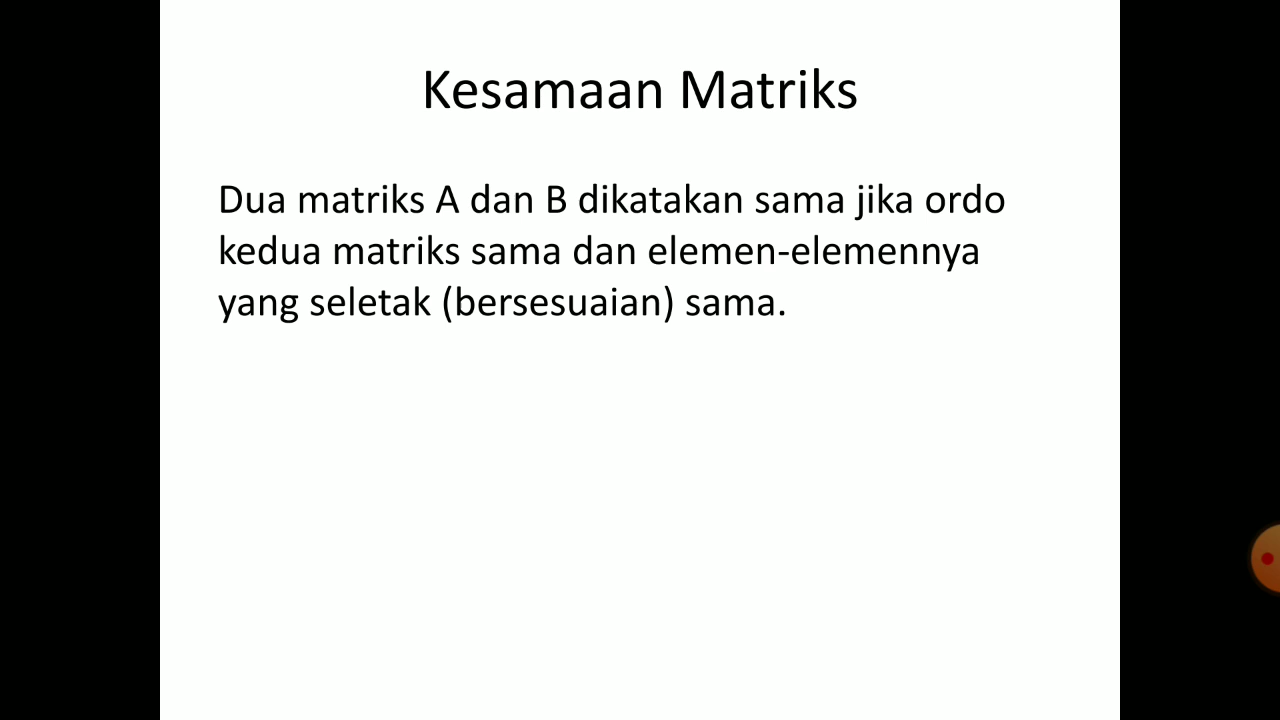 Kesamaan Matriks
Dua matriks A dan B dikatakan sama jika ordo
kedua matriks sama dan elemen-elemennya
yang seletak (bersesuaian) sama.